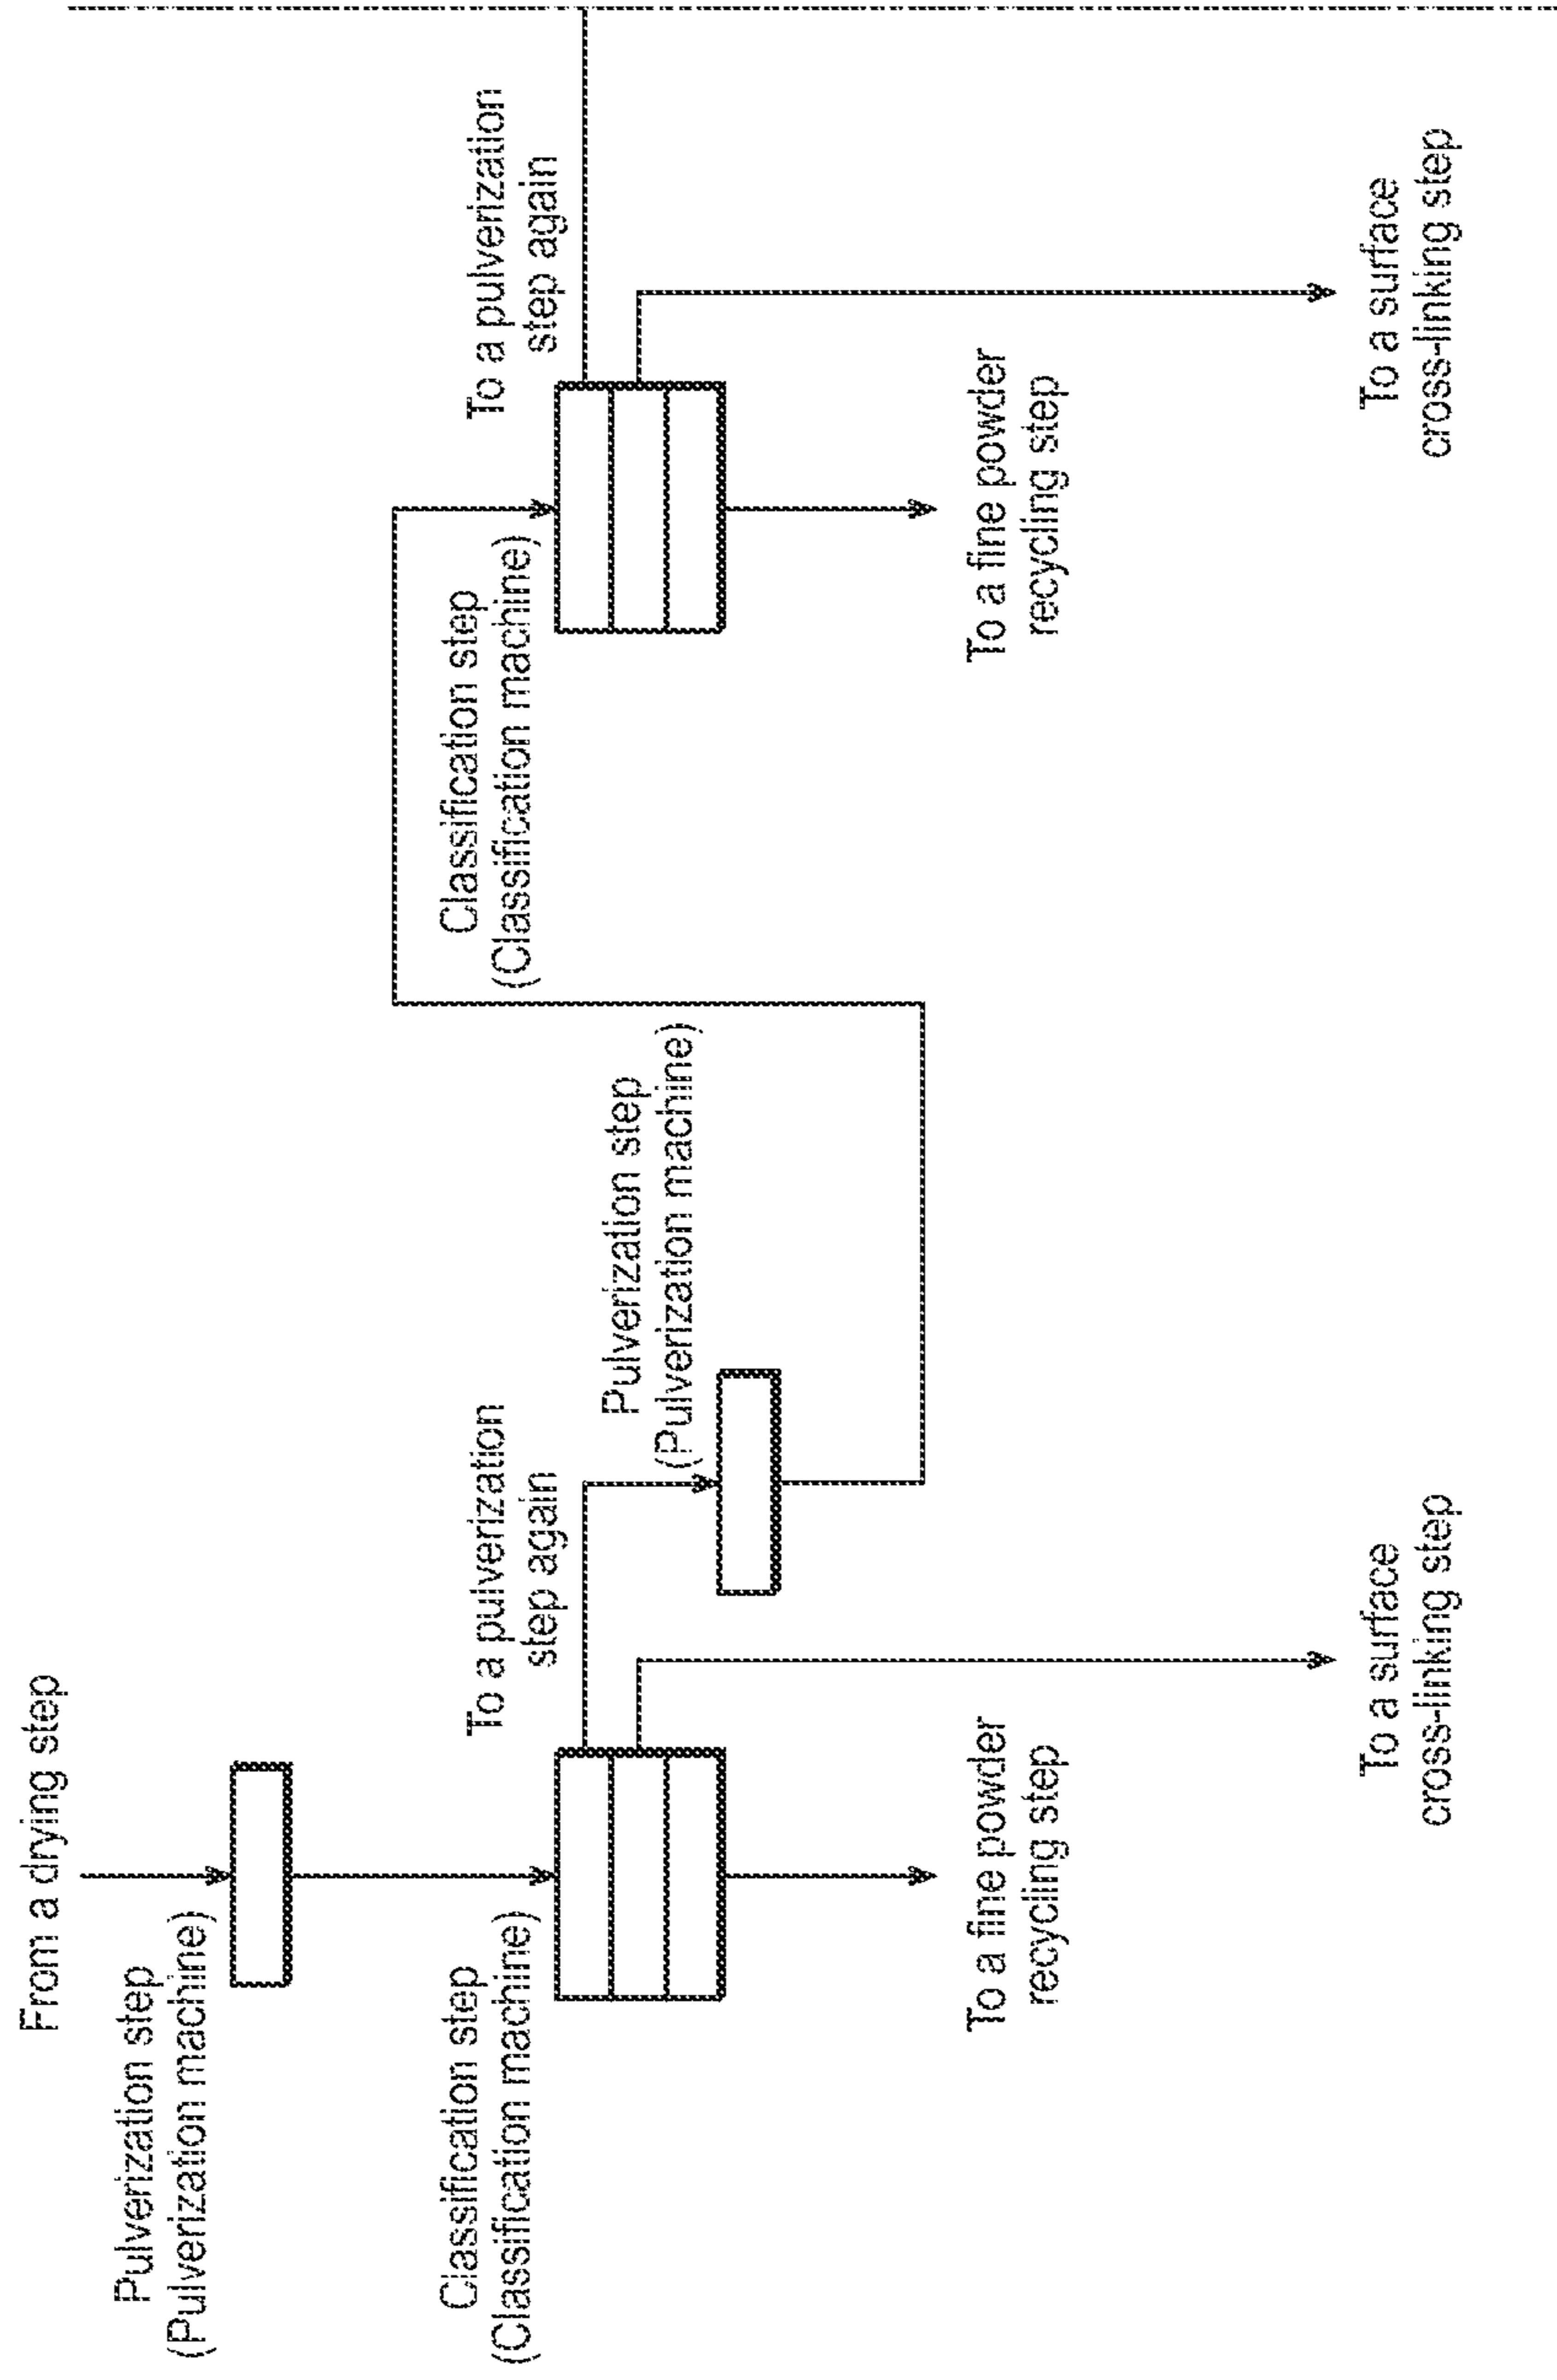 From a drying step
Pulverization step
(Pulverization machine)
Classification step
(Classification machine)
To a pulverization
step again
To a fine powder
recycling step
To a surface
cross-linking step
Pulverization step
(Pulverization machine)
Classification step
(Classification machine)
To a pulverization
step again
To a fine powder
recycling step
To a surface
cross-linking step